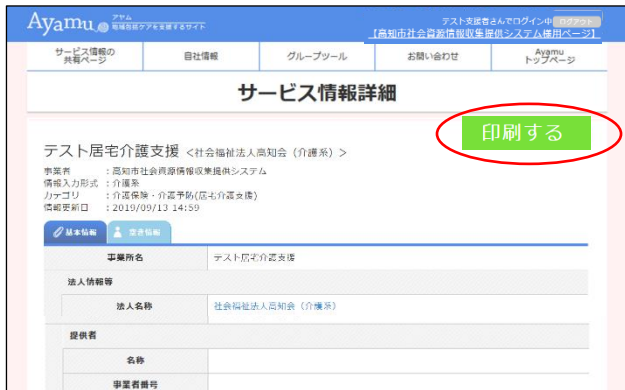 Ayamu アヤム 地域包括ケアを支援するサイト
テスト支援者さんでログイン中 ログアウト
【高知市社会資源情報収集提供システム様用ページ】
サービス情報の共有ページ 自社情報 グループツール お問い合わせ Ayamuトップページ
サービス情報詳細
印刷する
テスト居宅介護支援 <社会福祉法人高知会(介護系)>
事業者 :高知市社会資源情報収集提供システム
情報入力形式 :介護系
カテゴリ :介護保険・介護予防(居宅介護支援)
情報更新日 :2019/09/13 14:59
基本情報 空き情報
事業所名 テスト居宅介護支援
法人情報等
法人名称 社会福祉法人高知会(介護系)
提供者
名称
事業者番号